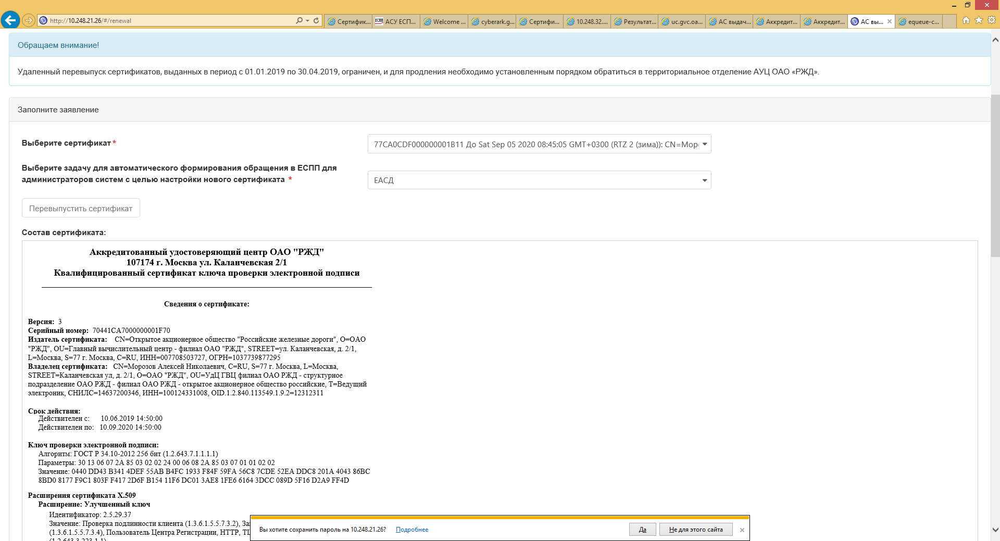 http://10.248.21.26/#/renewal
Сертифик...
ЕСПП АСУ ЕСП...
Welcome ...
cyberark.g...
Сертифи...
10.248.32....
Результат...
uc.gvc.oa...
АС выдач...
Аккредит...
Аккредит...
АС вы...
equeue-c...
Обращаем внимание!
Удаленный перевыпуск сертификатов, выданных в период с 01.01.2019 по 30.04.2019, ограничен, и для продления необходимо установленным порядком обратиться в территориальное отделение АУЦ ОАО «РЖД».
Заполните заявление
Выберите сертификат *
77CA0CDF000000001B11 До Sat Sep 05 2020 08:45:05 GMT+0300 (RTZ 2 (зима)): CN=Моро
Выберите задачу для автоматического формирования обращения в ЕСПП для
администраторов систем с целью настройки нового сертификата *
ЕАСД
Перевыпустить сертификат
Состав сертификата:
Аккредитованный удостоверяющий центр ОАО "РЖД"
107174 г. Москва ул. Каланчевская 2/1
Квалифицированный сертификат ключа проверки электронной подписи
Сведения о сертификате:
Версия: 3
Серийный номер: 70441CA7000000001F70
Издатель сертификата: CN=Открытое акционерное общество "Российские железные дороги", O=ОАО
"РЖД", OU=Главный вычислительный центр - филиал ОАО "РЖД", STREET=ул. Каланчевская, д. 2/1,
L=Москва, S=77 г. Москва, C=RU, ИНН=007708503727, ОГРН=1037739877295
Владелец сертификата: CN=Морозов Алексей Николаевич, C=RU, S=77 г. Москва, L=Москва,
STREET=Каланчевская ул, д. 2/1, O=ОАО "РЖД", OU=УдЦ ГВЦ филиал ОАО РЖД - структурное
подразделение ОАО РЖД - филиал ОАО РЖД - открытое акционерное общество российские, T=Ведущий
электроник, СНИЛС=14637200346, ИНН=100124331008, OID.1.2.840.113549.1.9.2=12312311
Срок действия:
Действителен с: 10.06.2019 14:50:00
Действителен по: 10.09.2020 14:50:00
Ключ проверки электронной подписи:
Алгоритм: ГОСТ Р 34.10-2012 256 бит (1.2.643.7.1.1.1.1)
Параметры: 30 13 06 07 2A 85 03 02 02 24 00 06 08 2A 85 03 07 01 01 02 02
Значение: 0440 DD43 B341 4DEF 55AB B4FC 1933 F84F 59FA 56C8 7CDE 52EA DDC8 201A 4043 86BC
8BD0 8177 F9C1 803F F417 2D6F B154 11F6 DC01 3AE8 1FE6 6164 3DCC 089D 5F16 D2A9 FF4D
Расширения сертификата X.509
Расширение: Улучшенный ключ
Идентификатор: 2.5.29.37
Значение: Проверка подлинности клиента (1.3.6.1.5.5.7.3.2), За
(1.3.6.1.5.5.7.3.4), Пользователь Центра Регистрации, HTTP, TL
(1.2.643.3.223.1.1)
Вы хотите сохранить пароль на 10.248.21.26? Подробнее
Да
Не для этого сайта